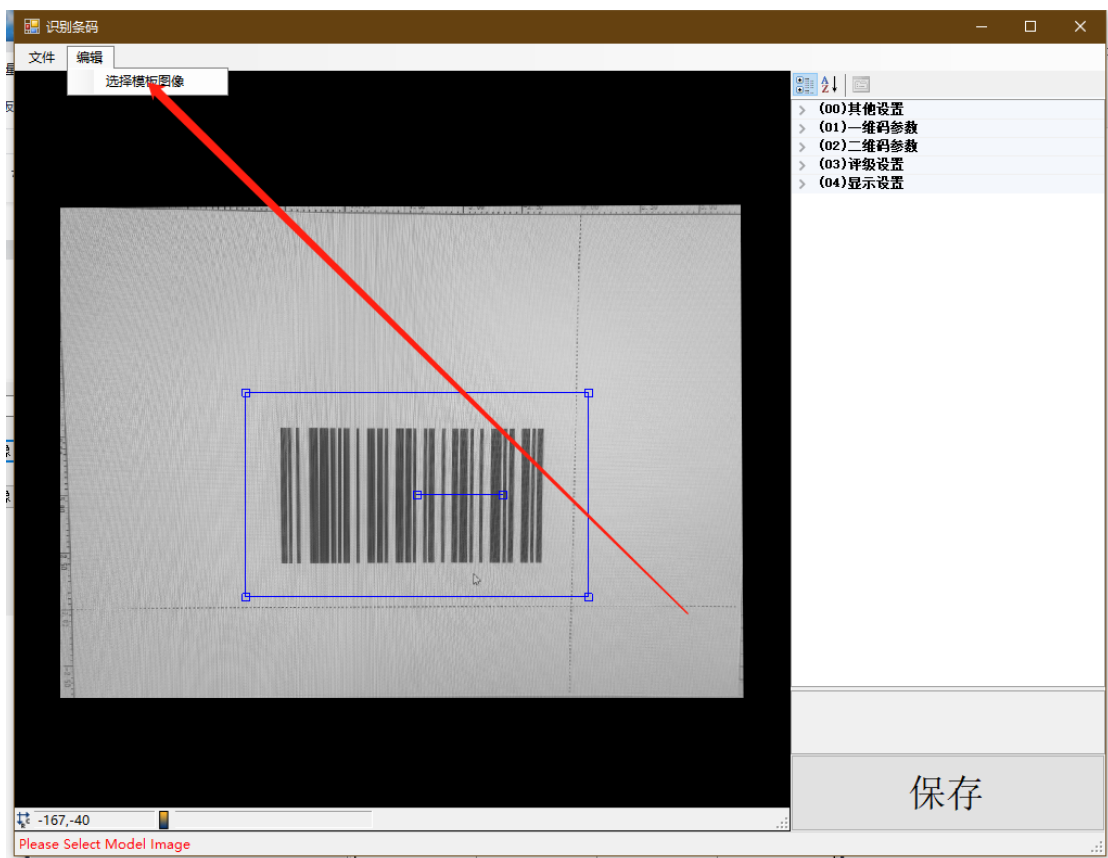 识别条码
文件 编辑
选择模板图像
(00)其他设置
(01)一维码参数
(02)二维码参数
(03)评级设置
(04)显示设置
保存
-167,-40
Please Select Model Image